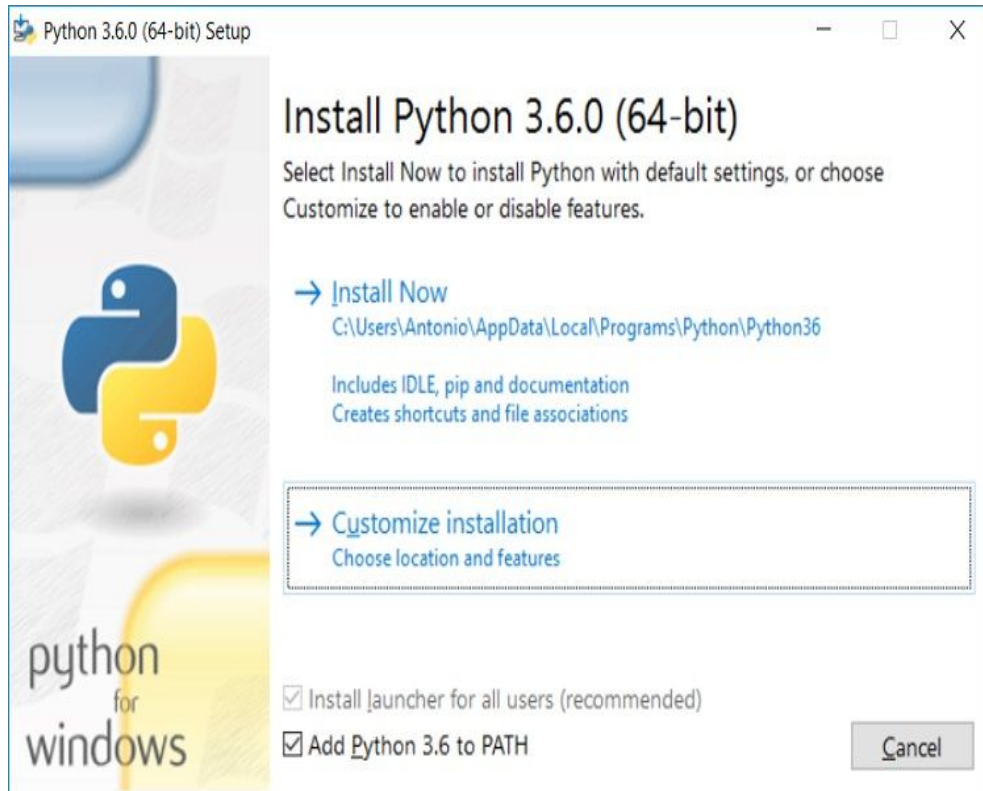 Python 3.6.0 (64-bit) Setup
Install Python 3.6.0 (64-bit)
Select Install Now to install Python with default settings, or choose
Customize to enable or disable features.
Install Now
C:\Users\Antonio\AppData\Local\Programs\Python\Python36
Includes IDLE, pip and documentation
Creates shortcuts and file associations
Customize installation
Choose location and features
python
for
windows
Install launcher for all users (recommended)
Add Python 3.6 to PATH
Cancel